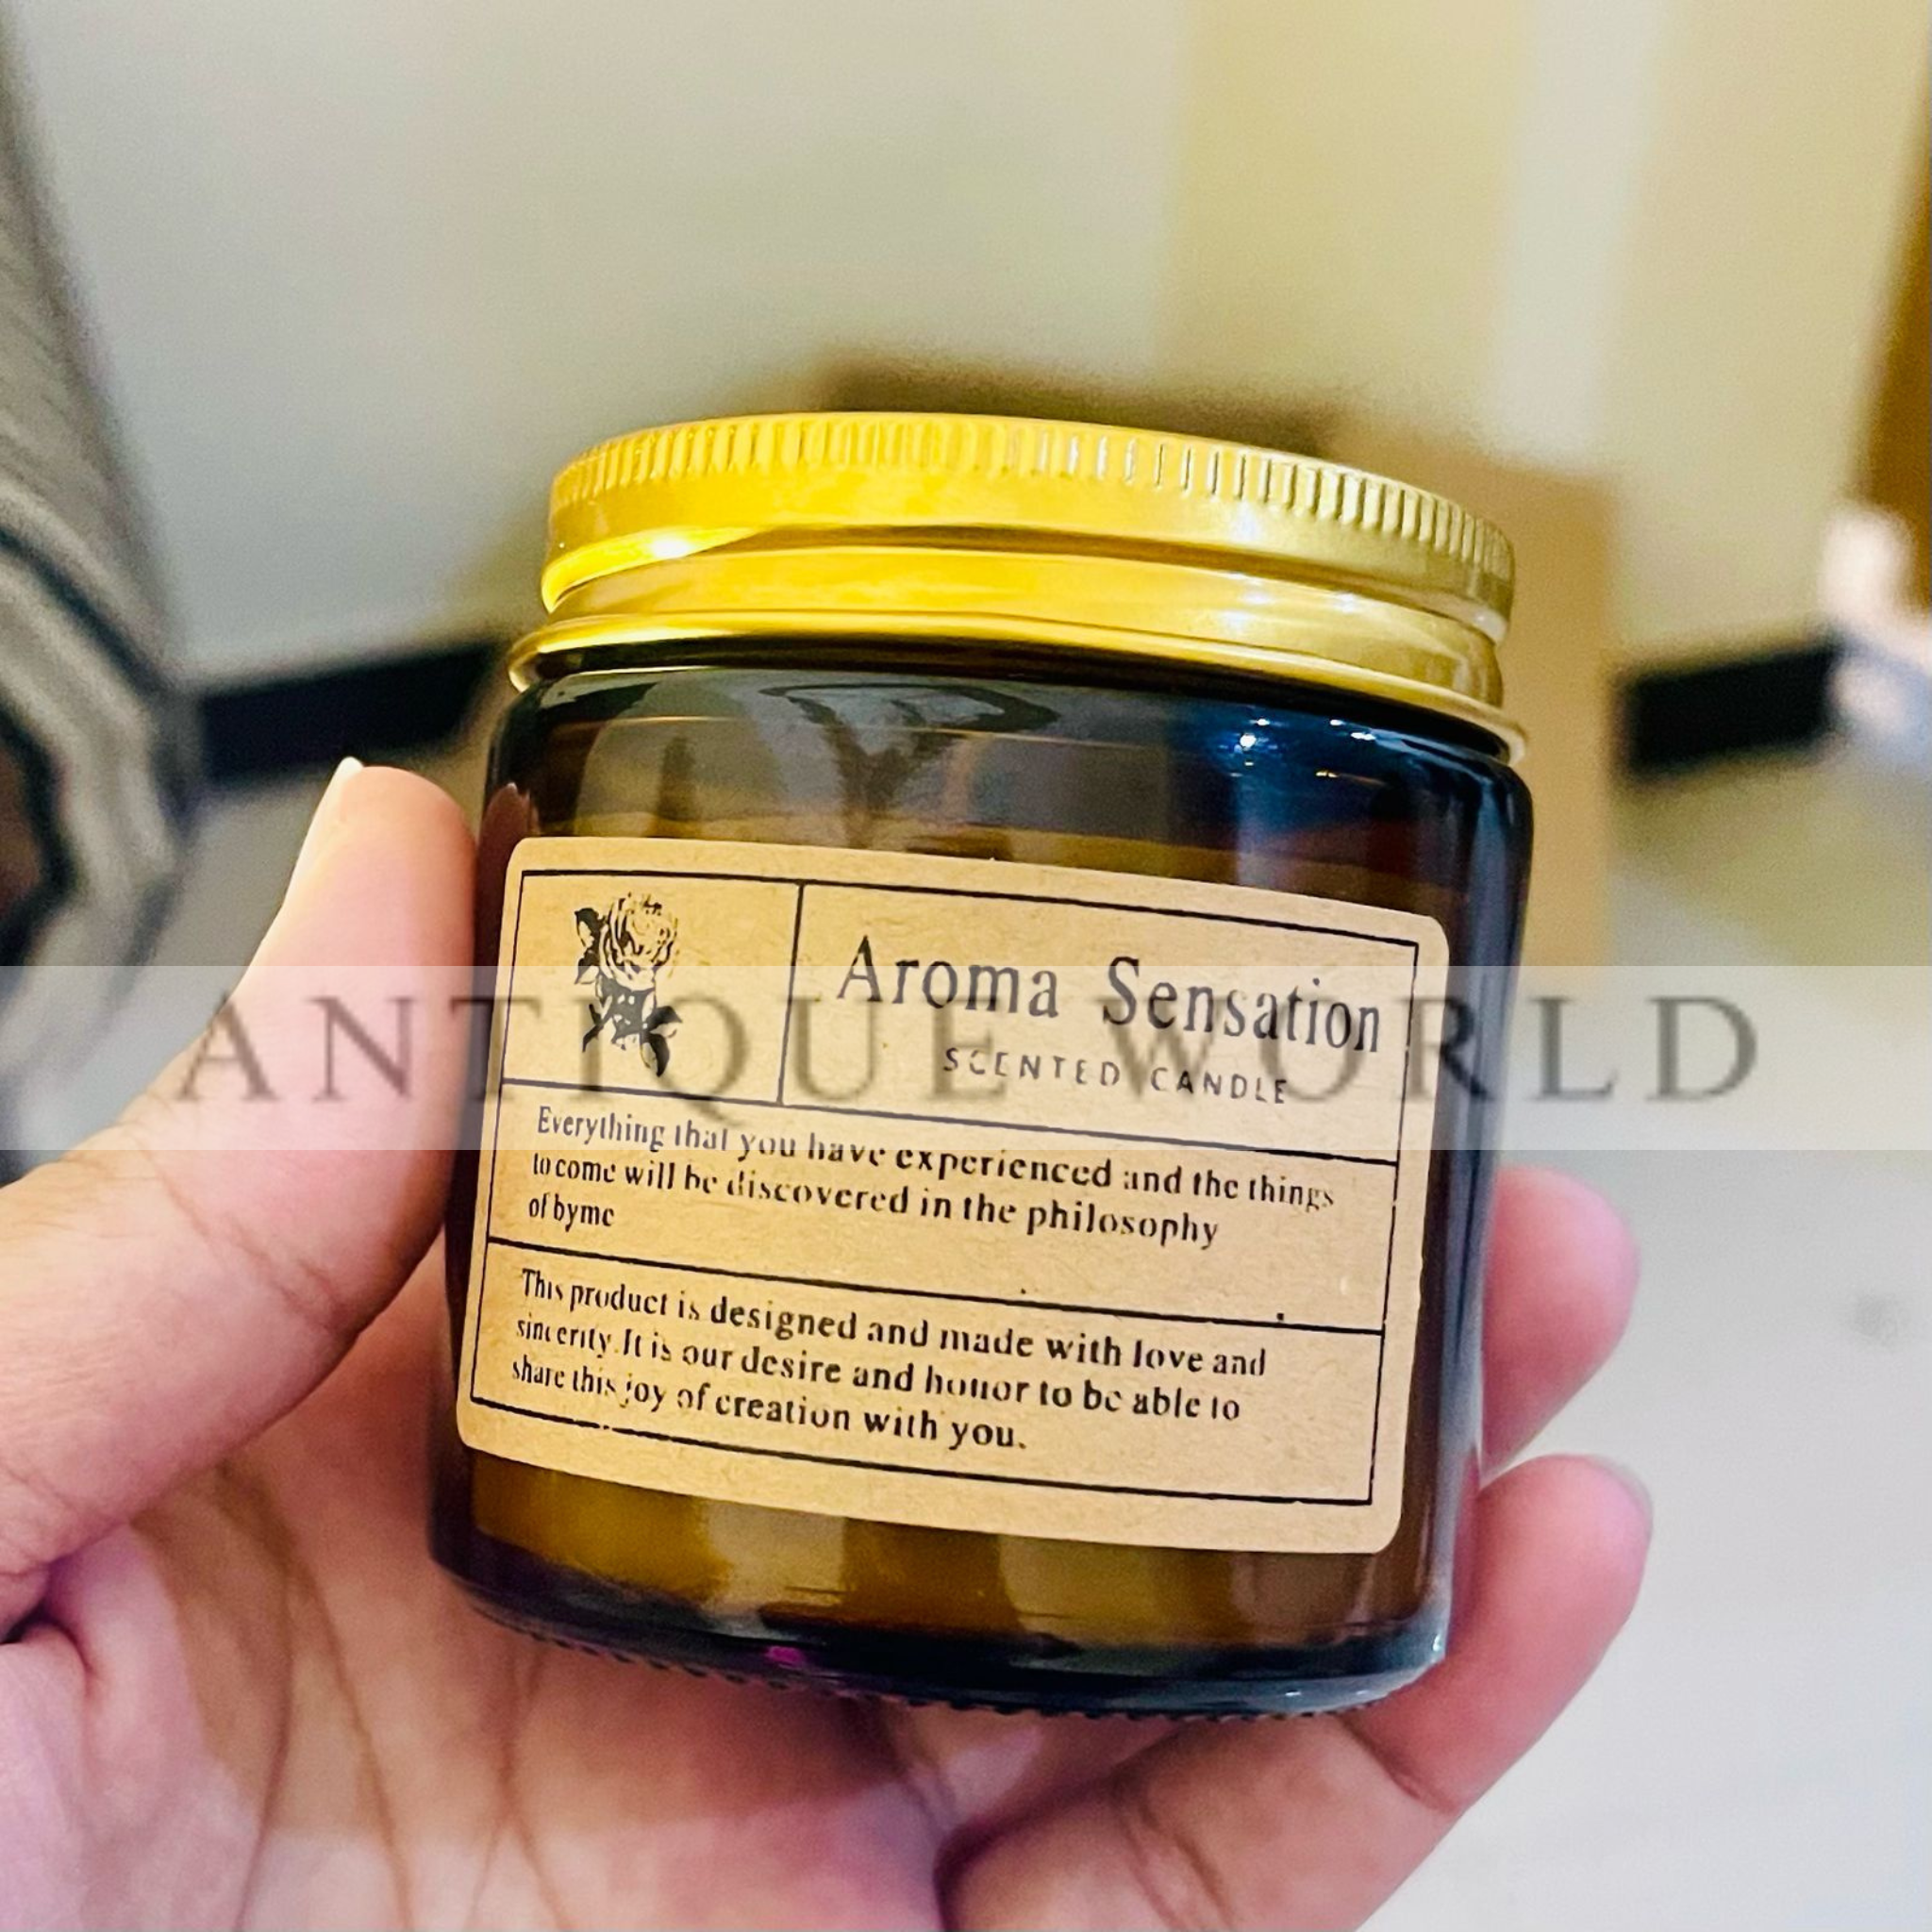 Aroma Sensation
SCENTED CANDLE
ANTIQUE WORLD
Everything that you have experienced and the things
to come will be discovered in the philosophy
of byme
This product is designed and made with love and
sincerity.It is our desire and honor to be able to
share this joy of creation with you.